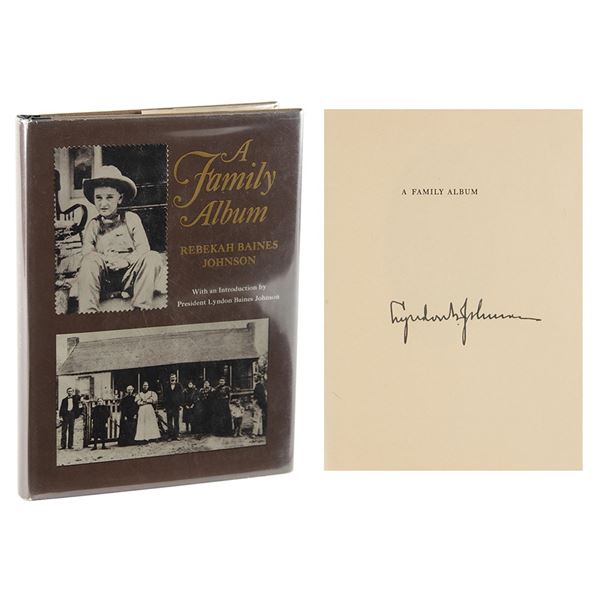 A
Family
Album
REBEKAH BAINES
JOHNSON
With an Introduction by
President Lyndon Baines Johnson
A FAMILY ALBUM
Lyndon B. Johnson